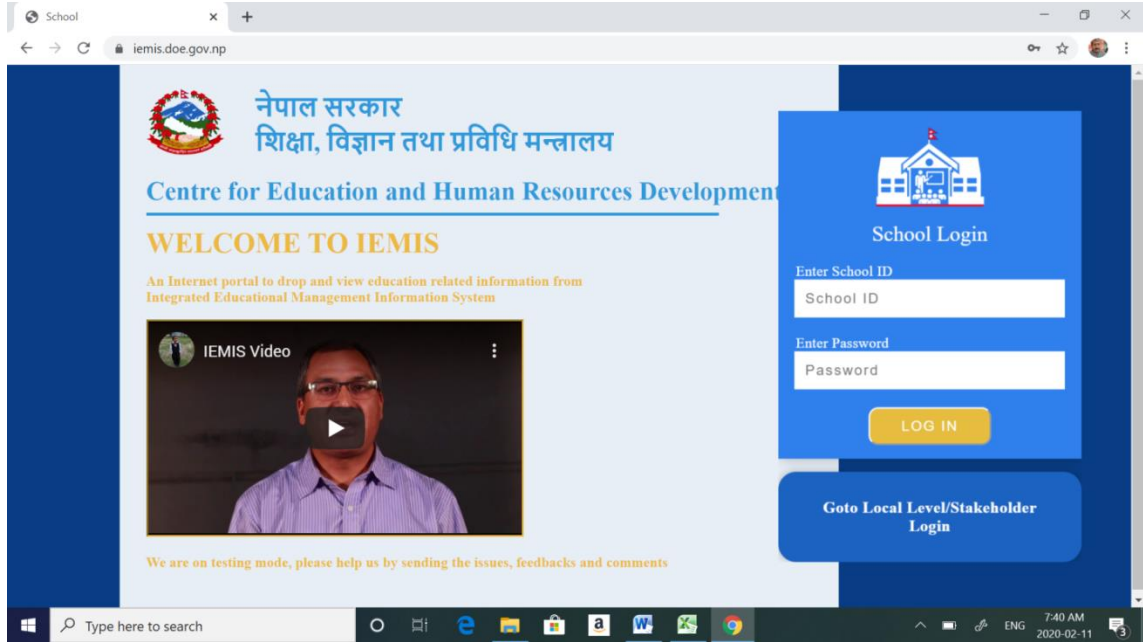 School
iemis.doe.gov.np
नेपाल सरकार
शिक्षा, विज्ञान तथा प्रविधि मन्त्रालय
Centre for Education and Human Resources Development
WELCOME TO IEMIS
An Internet portal to drop and view education related information from
Integrated Educational Management Information System
IEMIS Video
We are on testing mode, please help us by sending the issues, feedbacks and comments
School Login
Enter School ID
School ID
Enter Password
Password
LOG IN
Goto Local Level/Stakeholder
Login
Type here to search
a
W
X
ENG
7:40 AM
2020-02-11
3